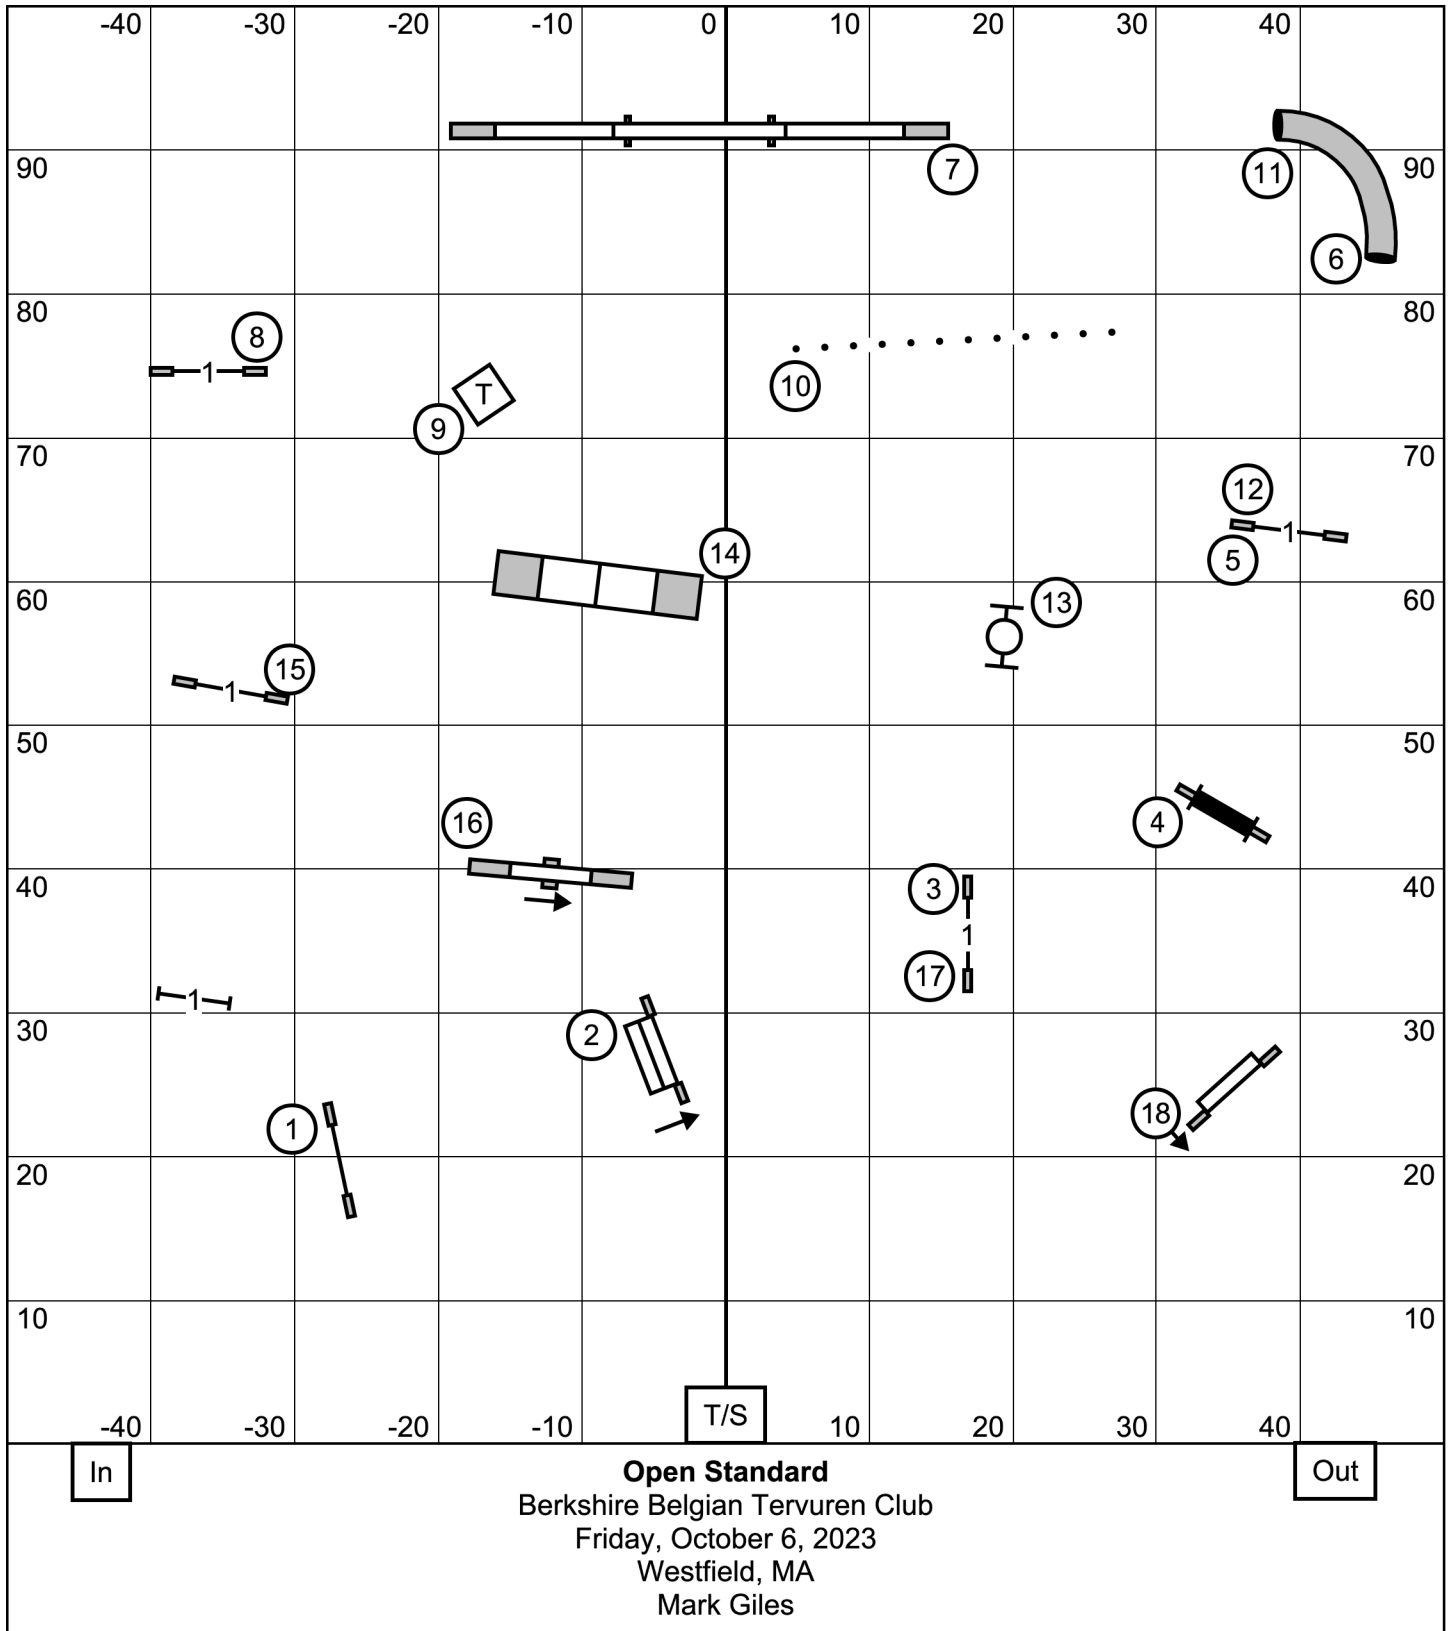 -40 -30 -20 -10 0 10 20 30 40
7
90 11 90
6
80 80
8
1
10
T
9
70 70
12
1
5
14
60 13 60
15
1
50 50
16 4
40 3 40
1
17
1
30 2 30
18
1
20 20
10 10
T/S
-40 -30 -20 -10 10 20 30 40
In Out
Open Standard
Berkshire Belgian Tervuren Club
Friday, October 6, 2023
Westfield, MA
Mark Giles